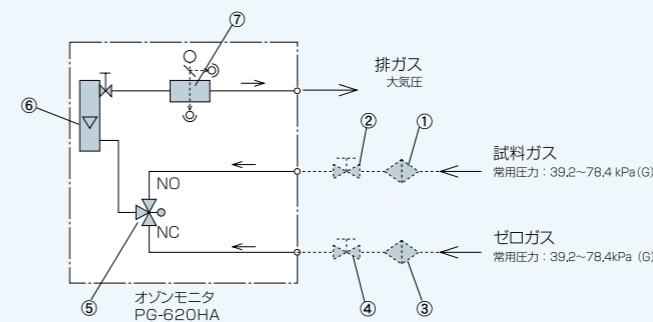 ⑦
排ガス
大気圧
⑥
②
①
試料ガス
常用圧力：39.2～78.4 kPa（G）
NO
NC
ゼロガス
常用圧力：39.2～78.4kPa（G）
⑤
④
③
オゾンモニタ
PG-620HA